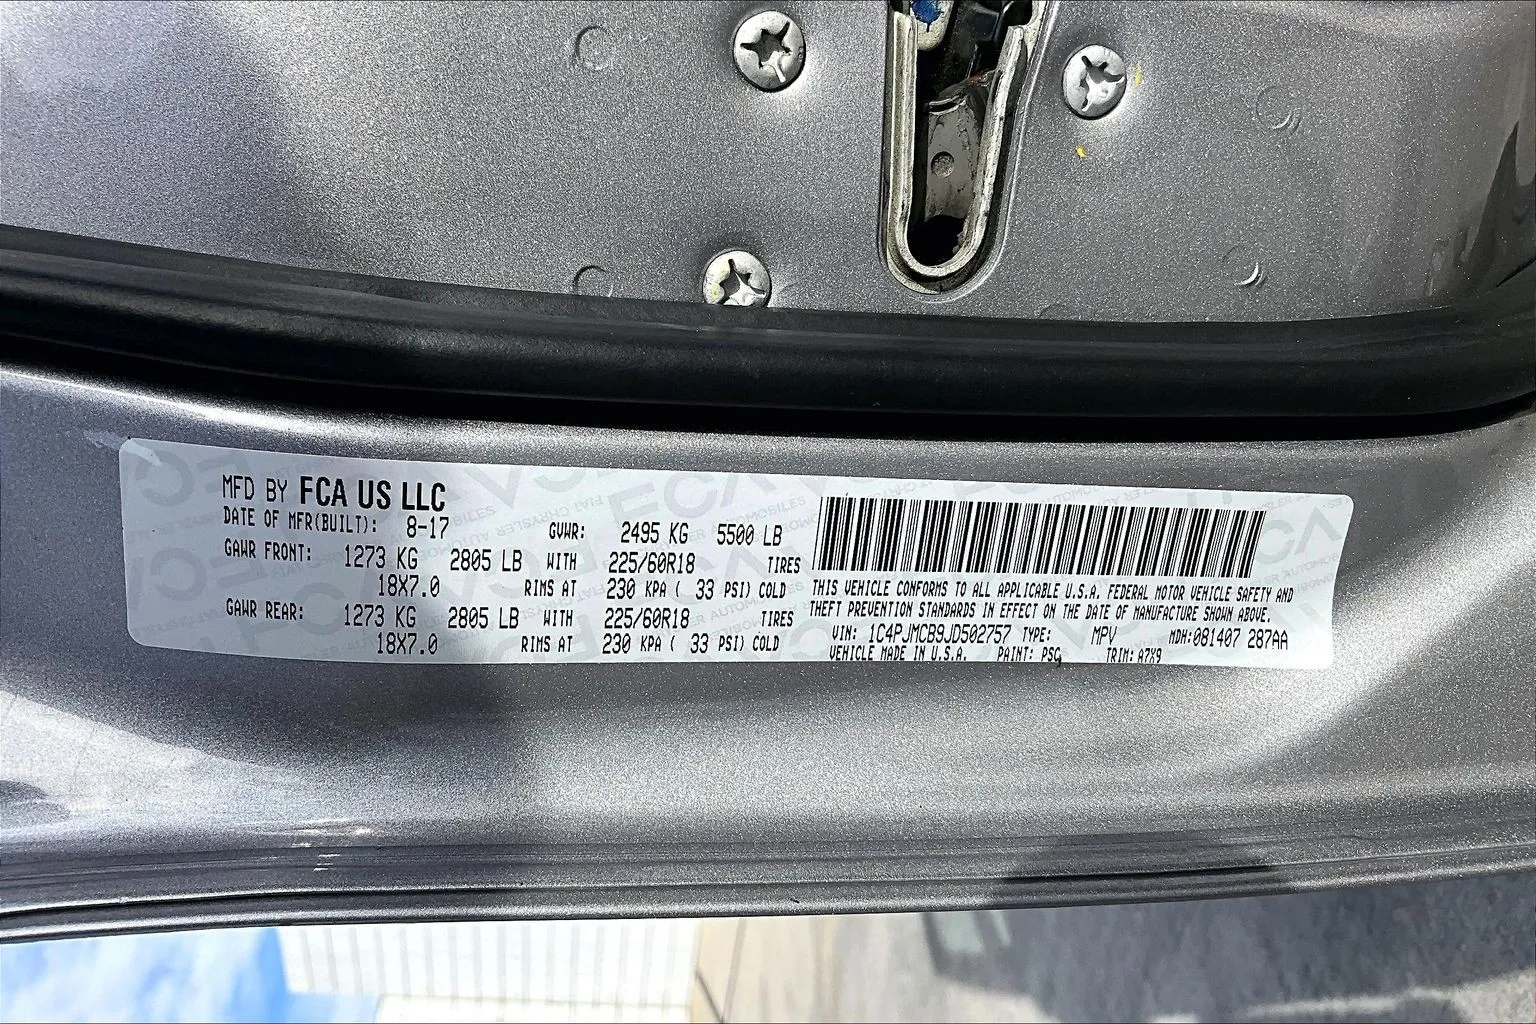 MFD BY FCA US LLC
DATE OF MFR(BUILT): 8-17 GVWR: 2495 KG 5500 LB
GAWR FRONT: 1273 KG 2805 LB WITH 225/60R18 TIRES
18X7.0 RIMS AT 230 KPA ( 33 PSI) COLD
GAWR REAR: 1273 KG 2805 LB WITH 225/60R18 TIRES
18X7.0 RIMS AT 230 KPA ( 33 PSI) COLD
THIS VEHICLE CONFORMS TO ALL APPLICABLE U.S.A. FEDERAL MOTOR VEHICLE SAFETY AND
THEFT PREVENTION STANDARDS IN EFFECT ON THE DATE OF MANUFACTURE SHOWN ABOVE.
VIN: 1C4PJMCB9JD502757 TYPE: MPV MDH:081407 287AA
VEHICLE MADE IN U.S.A. PAINT: PSQ TRIM: A7X9